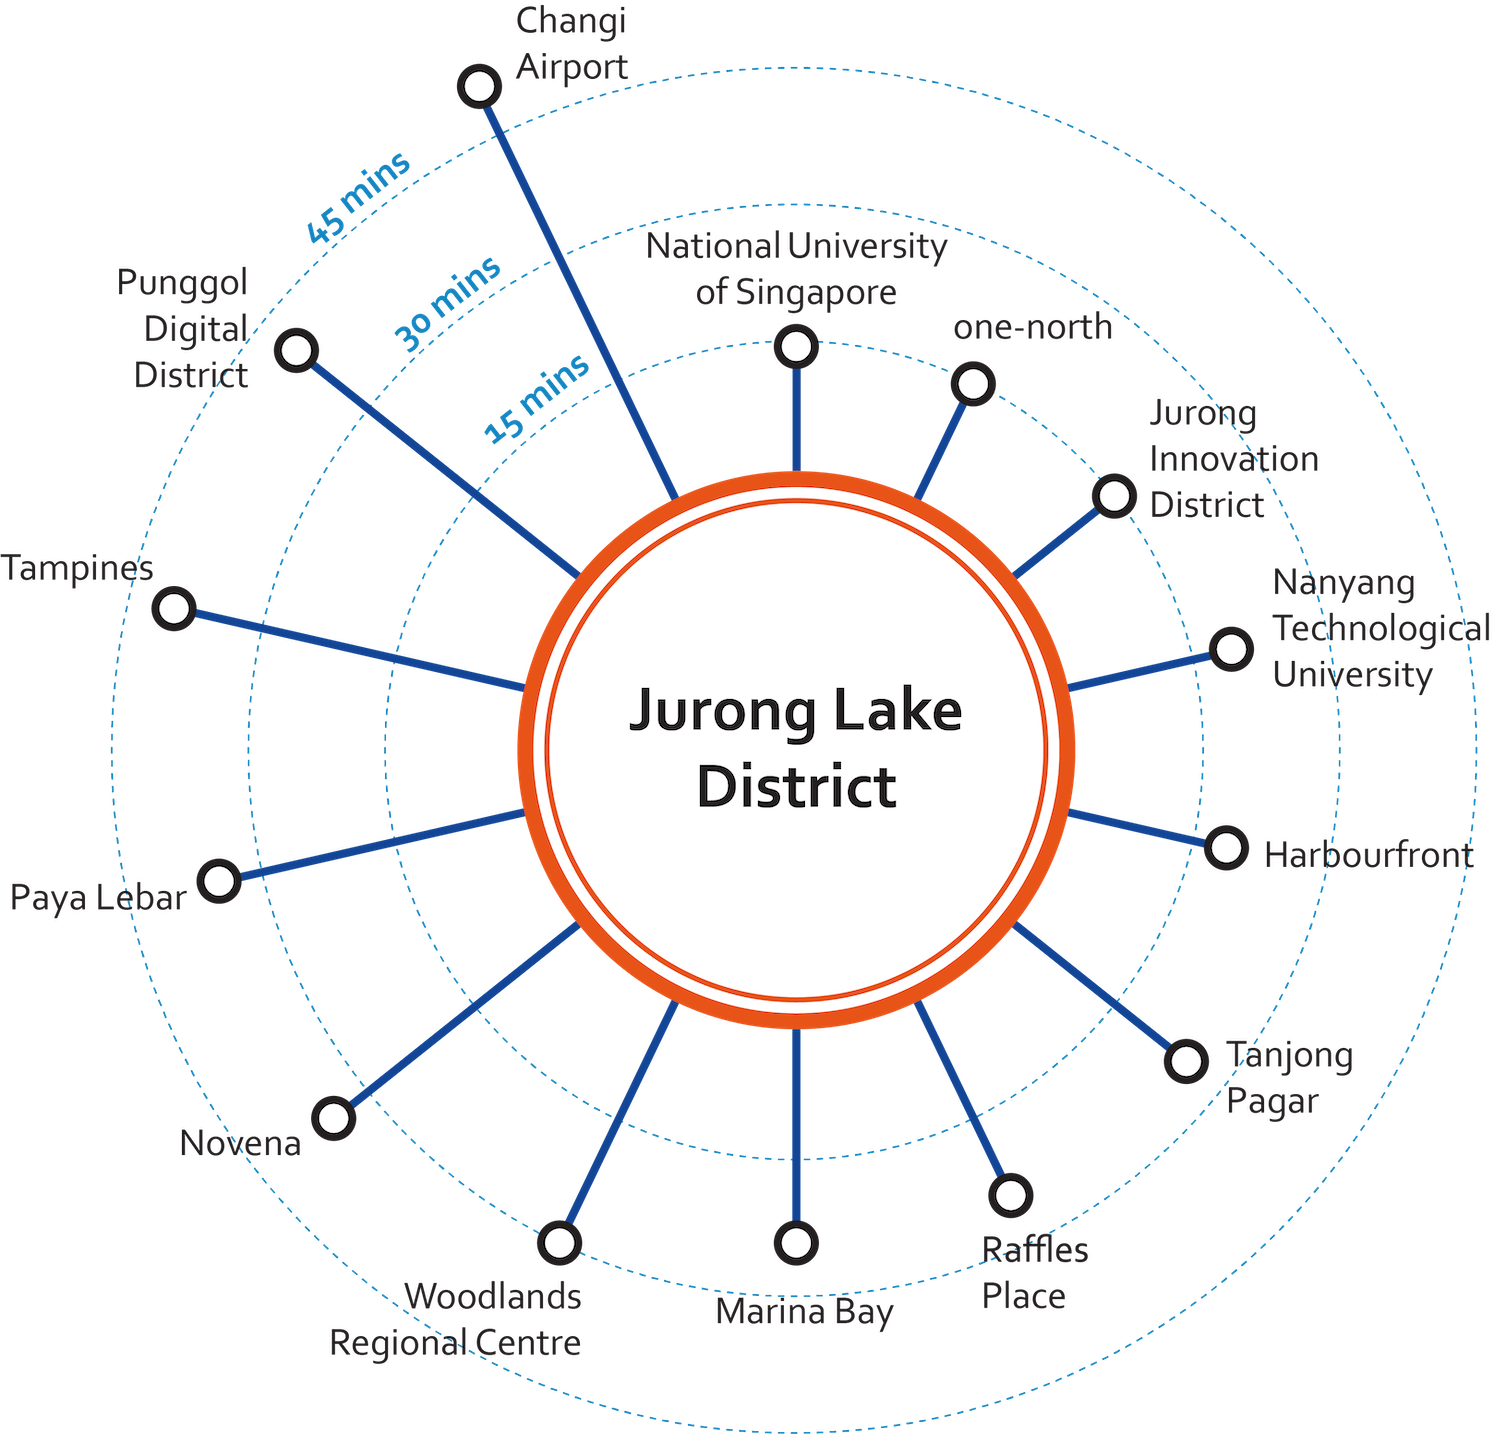 Changi
Airport
45 mins
30 mins
15 mins
National University
of Singapore
one-north
Jurong
Innovation
District
Nanyang
Technological
University
Harbourfront
Tanjong
Pagar
Raffles
Place
Marina Bay
Woodlands
Regional Centre
Novena
Paya Lebar
Tampines
Punggol
Digital
District
Jurong Lake
District